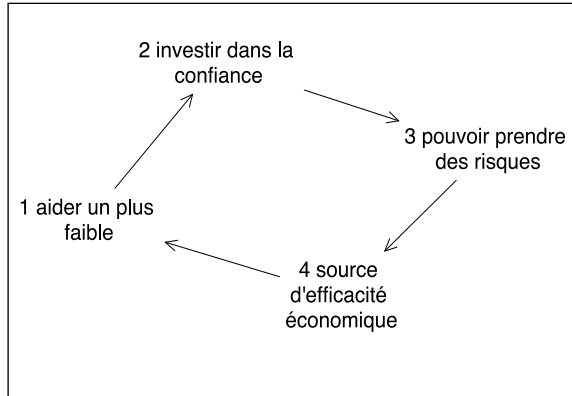 2 investir dans la
confiance
3 pouvoir prendre
des risques
1 aider un plus
faible
4 source
d'efficacité
économique